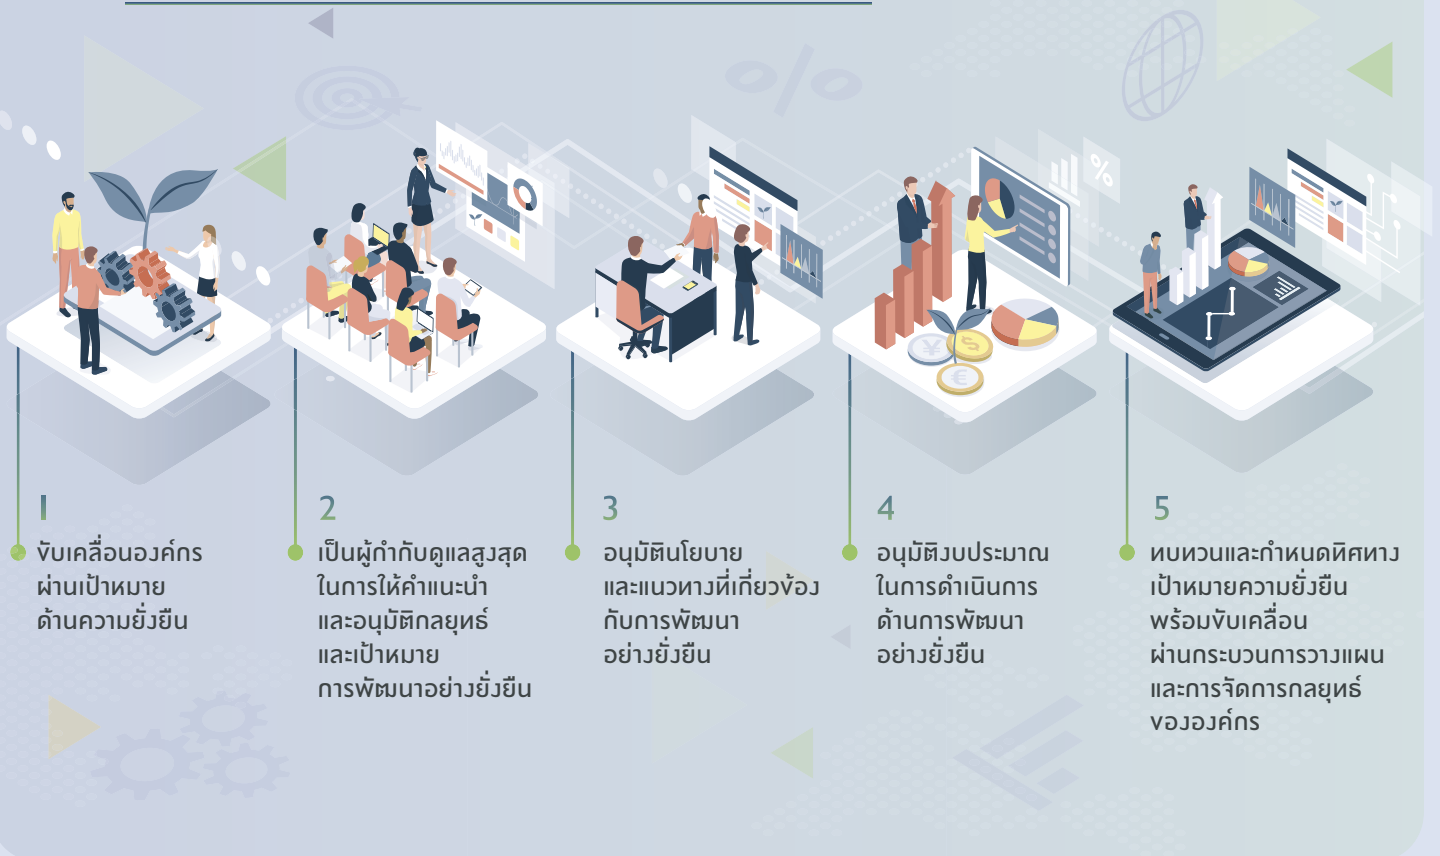 1
ขับเคลื่อนองค์กร
ผ่านเป้าหมาย
ด้านความยั่งยืน
2
เป็นผู้กำกับดูแลสูงสุด
ในการให้คำแนะนำ
และอนุมัติกลยุทธ์
และเป้าหมาย
การพัฒนาอย่างยั่งยืน
3
อนุมัตินโยบาย
และแนวทางที่เกี่ยวข้อง
กับการพัฒนา
อย่างยั่งยืน
4
อนุมัติงบประมาณ
ในการดำเนินการ
ด้านการพัฒนา
อย่างยั่งยืน
5
ทบทวนและกำหนดทิศทาง
เป้าหมายความยั่งยืน
พร้อมขับเคลื่อน
ผ่านกระบวนการวางแผน
และการจัดการกลยุทธ์
ขององค์กร